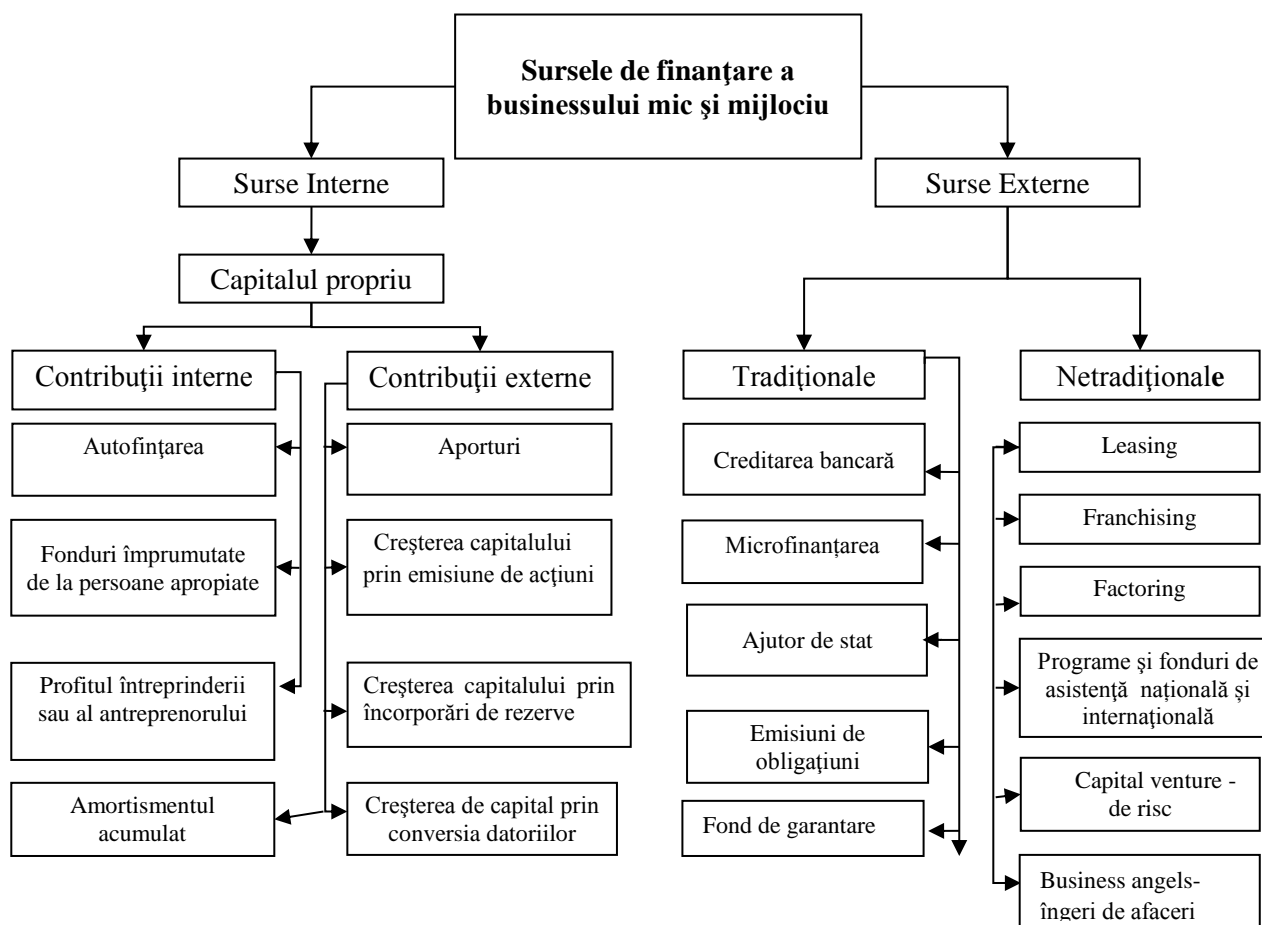 Sursele de finanţare a
businessului mic şi mijlociu
Surse Interne
Surse Externe
Capitalul propriu
Contribuţii interne
Contribuţii externe
Tradiţionale
Netradiţionale
Autofinţarea
Fonduri împrumutate
de la persoane apropiate
Profitul întreprinderii
sau al antreprenorului
Amortismentul
acumulat
Aporturi
Creşterea capitalului
prin emisiune de acţiuni
Creşterea capitalului prin
încorporări de rezerve
Creşterea de capital prin
conversia datoriilor
Creditarea bancară
Microfinanțarea
Ajutor de stat
Emisiuni de
obligaţiuni
Fond de garantare
Leasing
Franchising
Factoring
Programe și fonduri de
asistenţă națională și
internaţională
Capital venture -
de risc
Business angels-
îngeri de afaceri